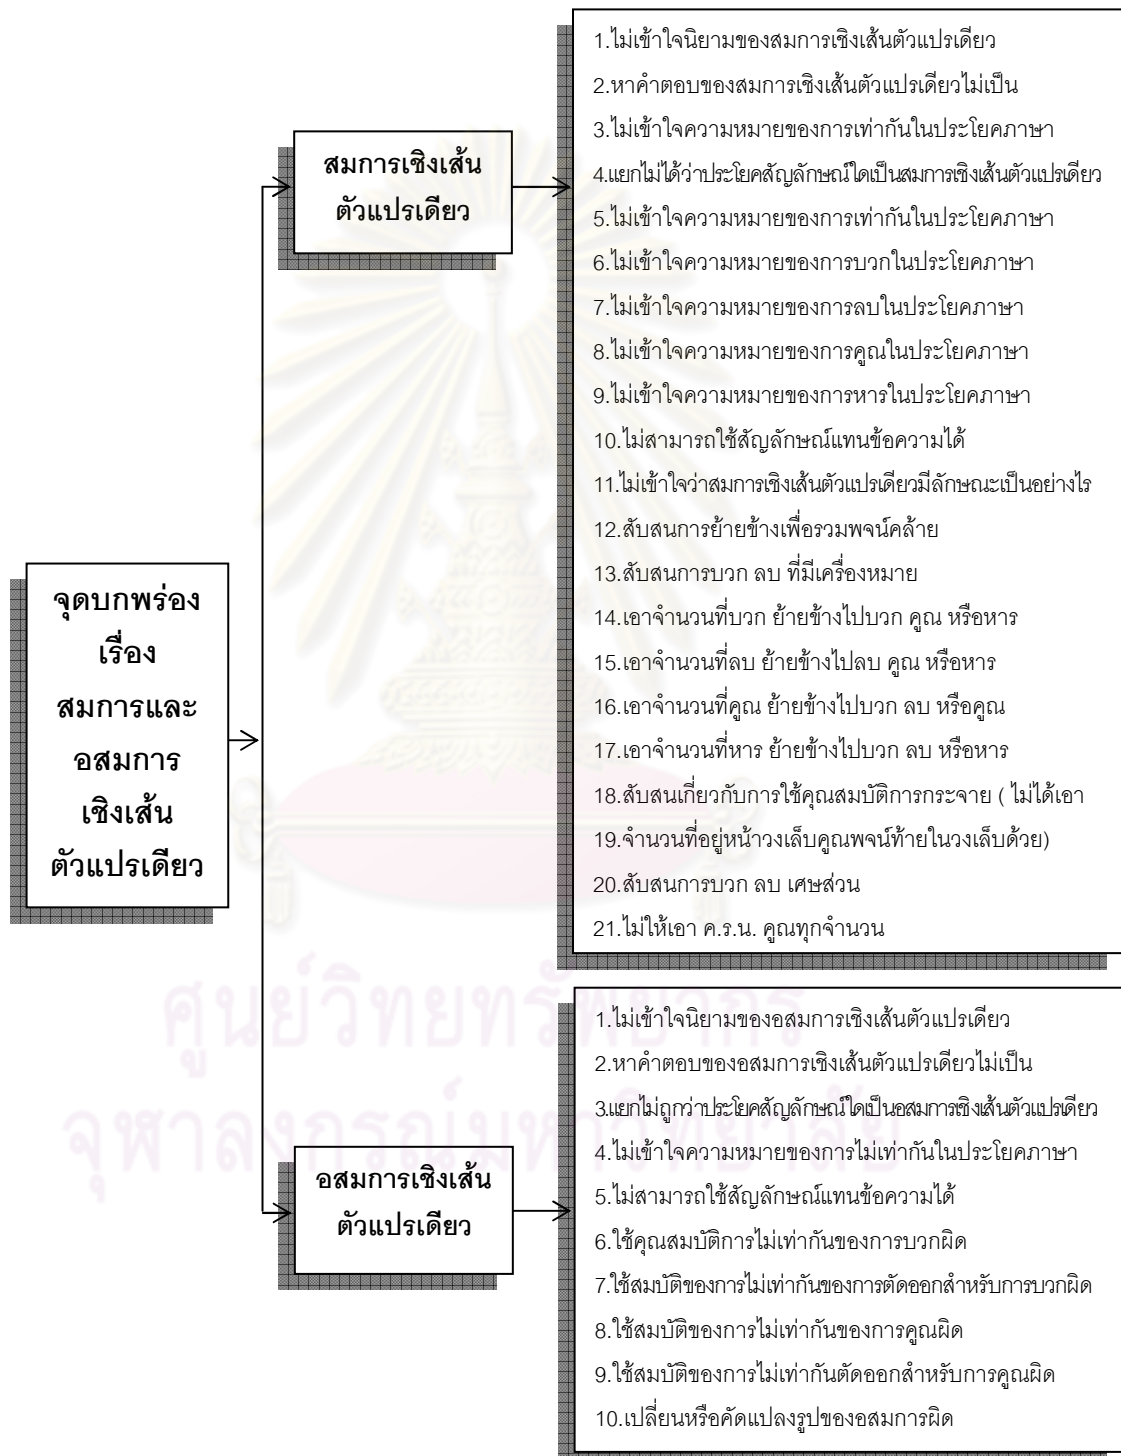 จุดบกพร่อง
เรื่อง
สมการและ
อสมการ
เชิงเส้น
ตัวแปรเดียว
สมการเชิงเส้น
ตัวแปรเดียว
1.ไม่เข้าใจนิยามของสมการเชิงเส้นตัวแปรเดียว
2.หาคำตอบของสมการเชิงเส้นตัวแปรเดียวไม่เป็น
3.ไม่เข้าใจความหมายของการเท่ากันในประโยคภาษา
4.แยกไม่ได้ว่าประโยคสัญลักษณ์ใดเป็นสมการเชิงเส้นตัวแปรเดียว
5.ไม่เข้าใจความหมายของการเท่ากันในประโยคภาษา
6.ไม่เข้าใจความหมายของการบวกในประโยคภาษา
7.ไม่เข้าใจความหมายของการลบในประโยคภาษา
8.ไม่เข้าใจความหมายของการคูณในประโยคภาษา
9.ไม่เข้าใจความหมายของการหารในประโยคภาษา
10.ไม่สามารถใช้สัญลักษณ์แทนข้อความได้
11.ไม่เข้าใจว่าสมการเชิงเส้นตัวแปรเดียวมีลักษณะเป็นอย่างไร
12.สับสนการย้ายข้างเพื่อรวมพจน์คล้าย
13.สับสนการบวก ลบ ที่มีเครื่องหมาย
14.เอาจำนวนที่บวก ย้ายข้างไปบวก คูณ หรือหาร
15.เอาจำนวนที่ลบ ย้ายข้างไปลบ คูณ หรือหาร
16.เอาจำนวนที่คูณ ย้ายข้างไปบวก ลบ หรือคูณ
17.เอาจำนวนที่หาร ย้ายข้างไปบวก ลบ หรือหาร
18.สับสนเกี่ยวกับการใช้คุณสมบัติการกระจาย ( ไม่ได้เอา
19.จำนวนที่อยู่หน้าวงเล็บคูณพจน์ท้ายในวงเล็บด้วย)
20.สับสนการบวก ลบ เศษส่วน
21.ไม่ให้เอา ค.ร.น. คูณทุกจำนวน
อสมการเชิงเส้น
ตัวแปรเดียว
1.ไม่เข้าใจนิยามของอสมการเชิงเส้นตัวแปรเดียว
2.หาคำตอบของอสมการเชิงเส้นตัวแปรเดียวไม่เป็น
3.แยกไม่ถูกว่าประโยคสัญลักษณ์ใดเป็นอสมการเชิงเส้นตัวแปรเดียว
4.ไม่เข้าใจความหมายของการไม่เท่ากันในประโยคภาษา
5.ไม่สามารถใช้สัญลักษณ์แทนข้อความได้
6.ใช้คุณสมบัติการไม่เท่ากันของการบวกผิด
7.ใช้สมบัติของการไม่เท่ากันของการตัดออกสำหรับการบวกผิด
8.ใช้สมบัติของการไม่เท่ากันของการคูณผิด
9.ใช้สมบัติของการไม่เท่ากันตัดออกสำหรับการคูณผิด
10.เปลี่ยนหรือคัดแปลงรูปของอสมการผิด
ศูนย์วิทยทรัพยากร
จุฬาลงกรณ์มหาวิทยาลัย